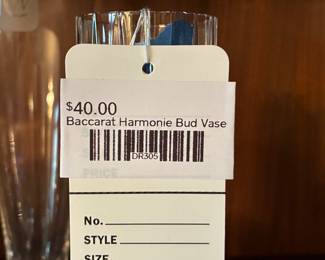 $40.00
Baccarat Harmonie Bud Vase
DR305
PRICE
No.
STYLE
SIZE